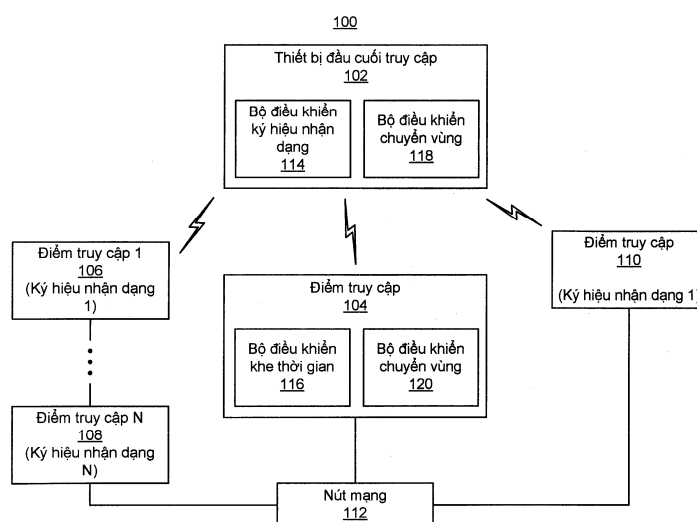 100
Thiết bị đầu cuối truy cập
102
Bộ điều khiển
ký hiệu nhận
dạng
114
Bộ điều khiển
chuyển vùng
118
Điểm truy cập 1
106
(Ký hiệu nhận dạng
1)
Điểm truy cập
104
Bộ điều khiển
khe thời gian
116
Bộ điều khiển
chuyển vùng
120
Điểm truy cập
110
(Ký hiệu nhận dạng 1)
Điểm truy cập N
108
(Ký hiệu nhận dạng
N)
Nút mạng
112